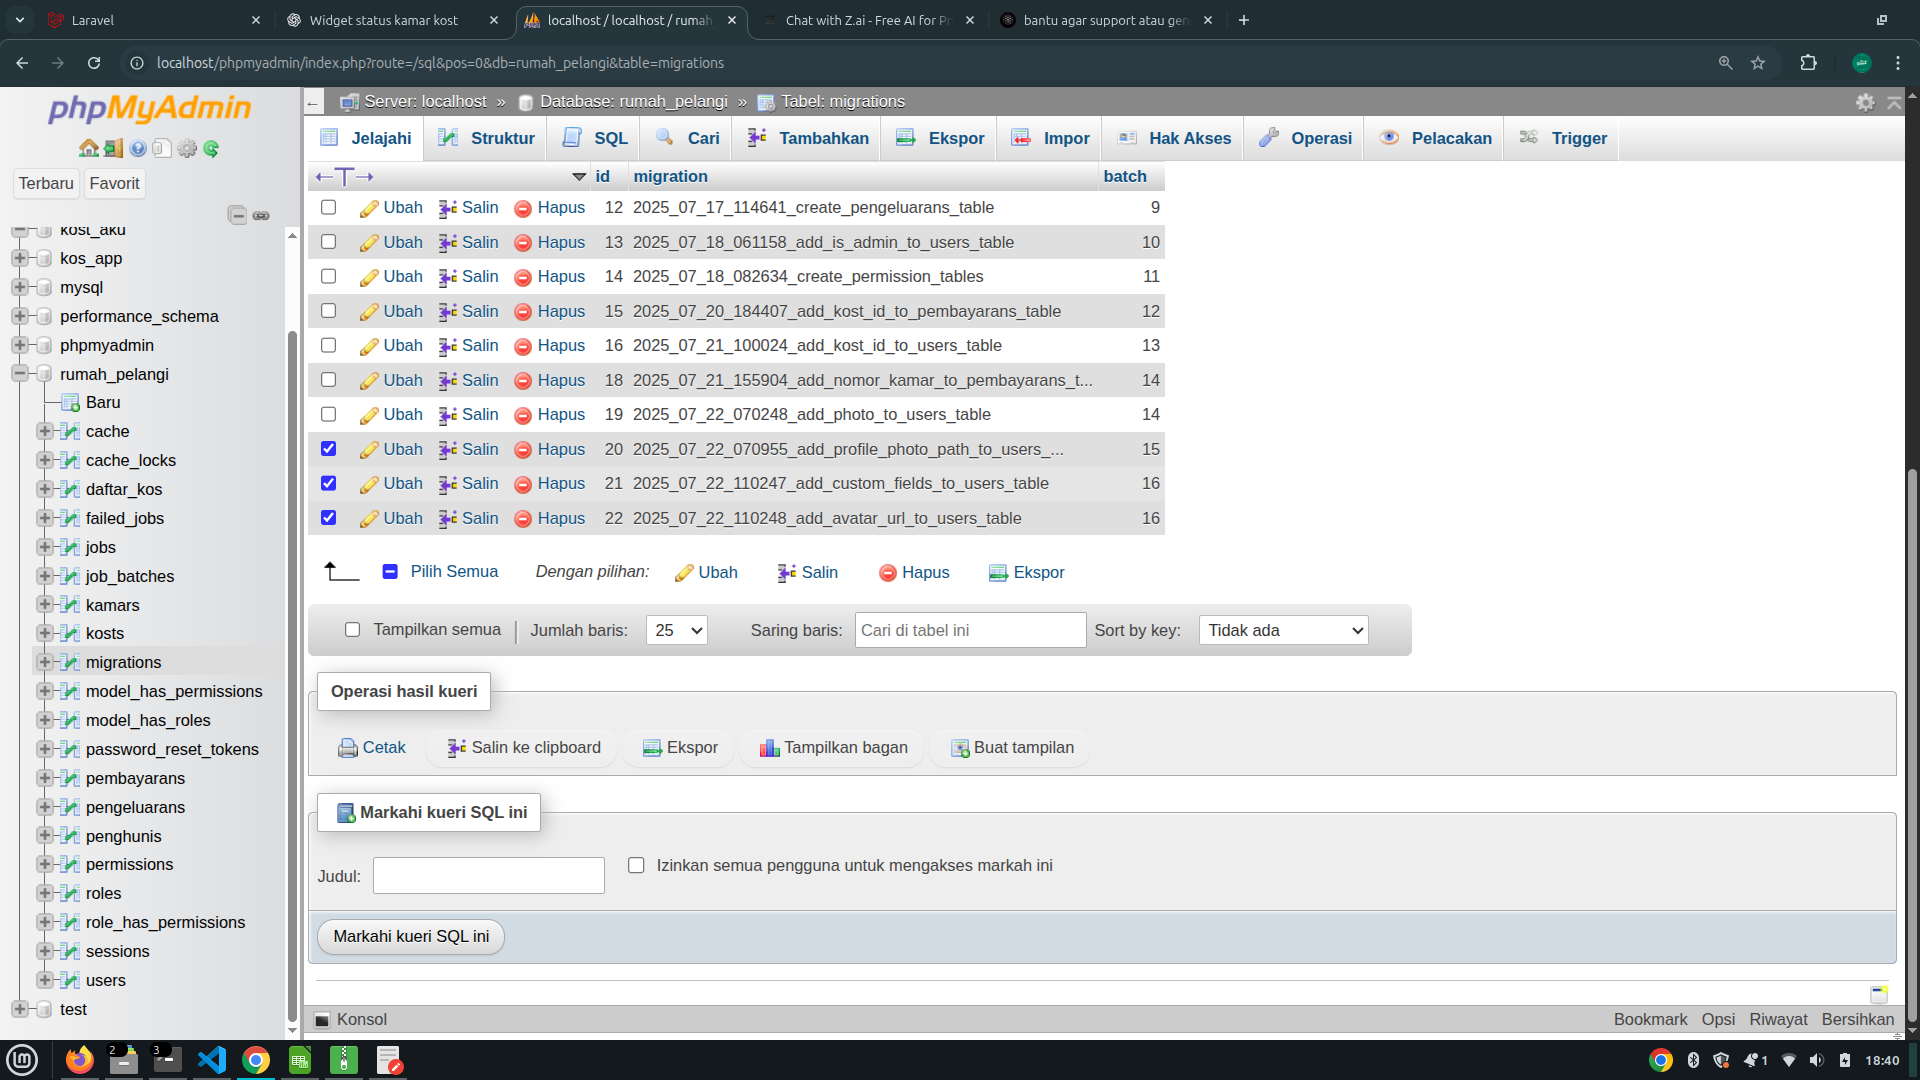 Laravel
Widget status kamar kost
localhost / localhost / rumah_
Chat with Z.ai - Free AI for Pr
bantu agar support atau gen
localhost/phpmyadmin/index.php?route=/sql&pos=0&db=rumah_pelangi&table=migrations
phpMyAdmin
Terbaru
Favorit
kost_aku
kos_app
mysql
performance_schema
phpmyadmin
rumah_pelangi
Baru
cache
cache_locks
daftar_kos
failed_jobs
jobs
job_batches
kamars
kosts
migrations
model_has_permissions
model_has_roles
password_reset_tokens
pembayarans
pengeluarans
penghunis
permissions
roles
role_has_permissions
sessions
users
test
Server: localhost » Database: rumah_pelangi » Tabel: migrations
Jelajahi Struktur SQL Cari Tambahkan Ekspor Impor Hak Akses Operasi Pelacakan Trigger
←T→ id migration batch
Ubah Salin Hapus 12 2025_07_17_114641_create_pengeluarans_table 9
Ubah Salin Hapus 13 2025_07_18_061158_add_is_admin_to_users_table 10
Ubah Salin Hapus 14 2025_07_18_082634_create_permission_tables 11
Ubah Salin Hapus 15 2025_07_20_184407_add_kost_id_to_pembayarans_table 12
Ubah Salin Hapus 16 2025_07_21_100024_add_kost_id_to_users_table 13
Ubah Salin Hapus 18 2025_07_21_155904_add_nomor_kamar_to_pembayarans_t... 14
Ubah Salin Hapus 19 2025_07_22_070248_add_photo_to_users_table 14
Ubah Salin Hapus 20 2025_07_22_070955_add_profile_photo_path_to_users_... 15
Ubah Salin Hapus 21 2025_07_22_110247_add_custom_fields_to_users_table 16
Ubah Salin Hapus 22 2025_07_22_110248_add_avatar_url_to_users_table 16
Pilih Semua Dengan pilihan: Ubah Salin Hapus Ekspor
Tampilkan semua Jumlah baris: 25 Saring baris: Cari di tabel ini Sort by key: Tidak ada
Operasi hasil kueri
Cetak Salin ke clipboard Ekspor Tampilkan bagan Buat tampilan
Markahi kueri SQL ini
Judul: Izinkan semua pengguna untuk mengakses markah ini
Markahi kueri SQL ini
Konsol Bookmark Opsi Riwayat Bersihkan
2 3 1 18:40